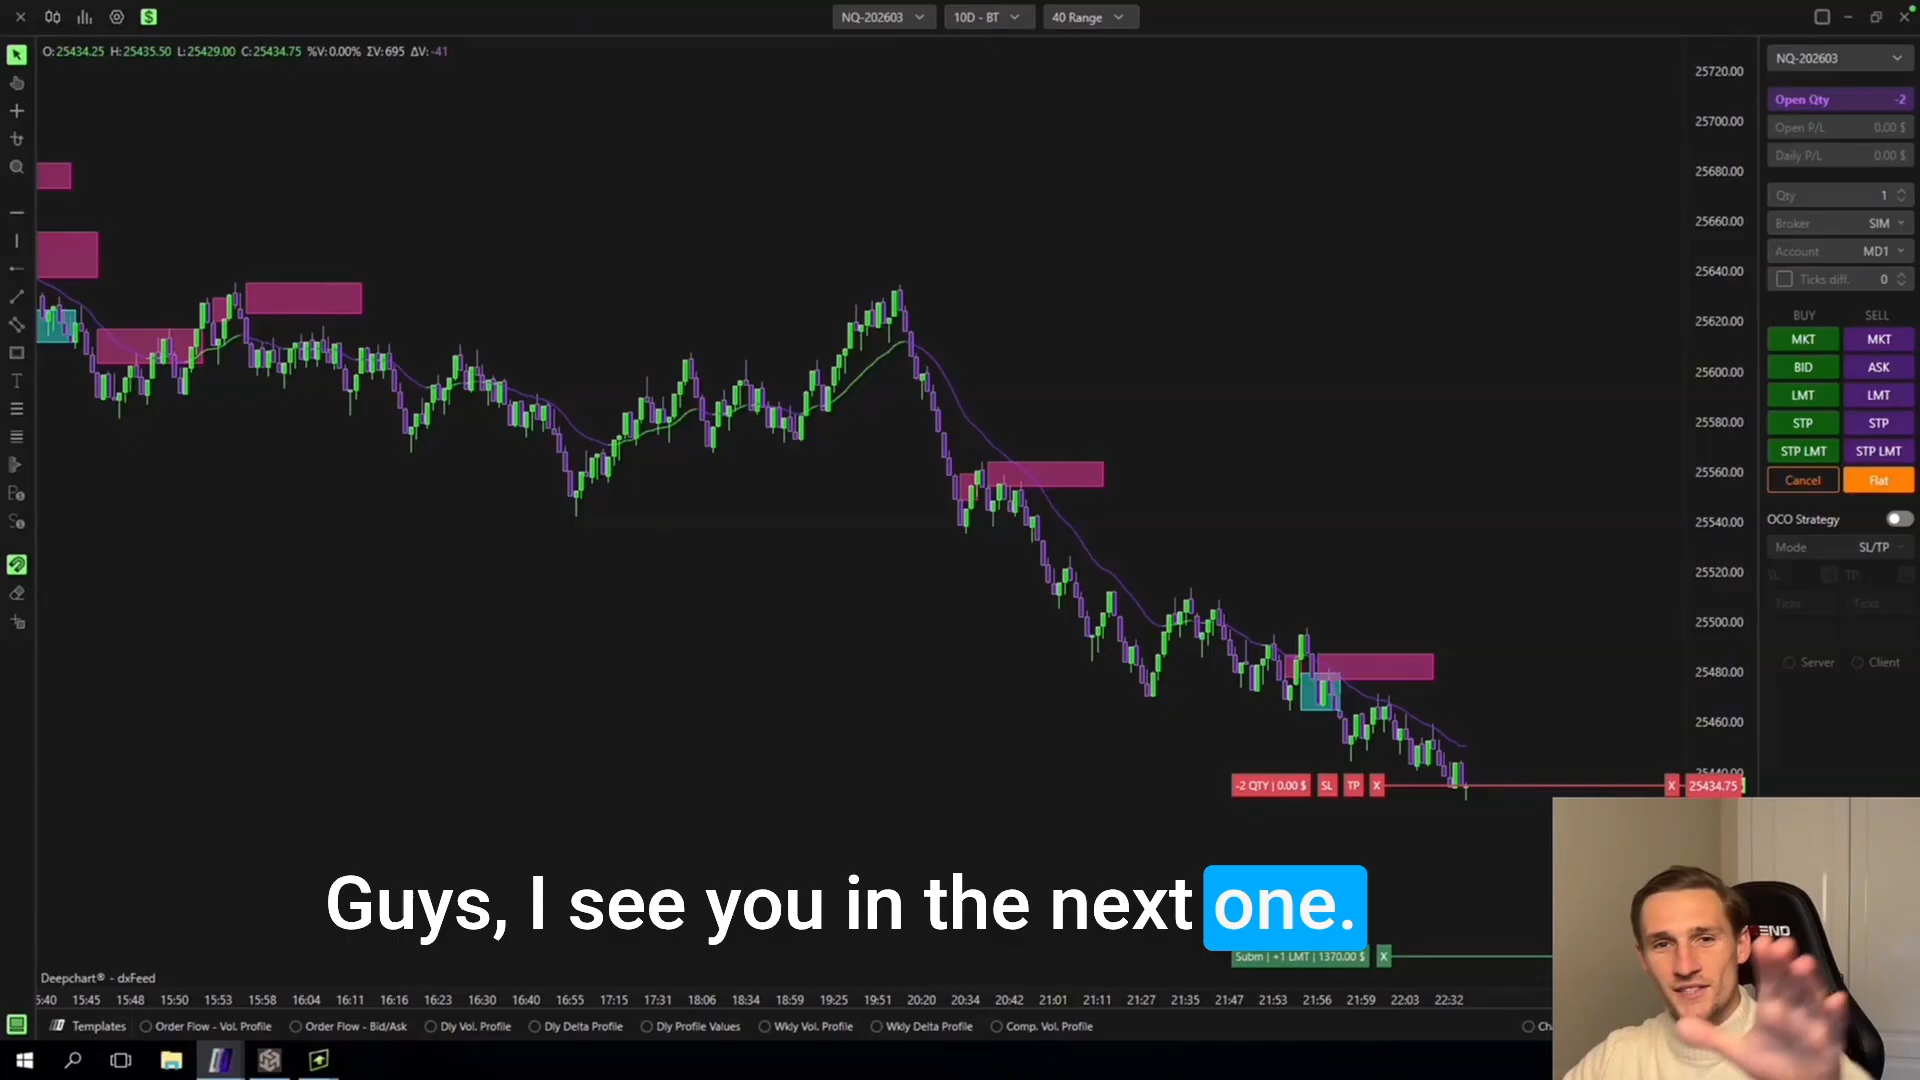 NQ-202603
10D - BT
40 Range
O:25434.25 H:25435.50 L:25429.00 C:25434.75 %V:0.00% ΣV:695 ΔV:-41
25720.00
25700.00
25680.00
25660.00
25640.00
25620.00
25600.00
25580.00
25560.00
25540.00
25520.00
25500.00
25480.00
25460.00
25440.00
25434.75
NQ-202603
Open Qty -2
Open P/L 0.00 $
Daily P/L 0.00 $
Qty 1
Broker SIM
Account MD1
Ticks diff. 0
BUY SELL
MKT MKT
BID ASK
LMT LMT
STP STP
STP LMT STP LMT
Cancel Flat
OCO Strategy
Mode SL/TP
SL TP
Ticks Ticks
Server Client
-2 QTY | 0.00 $ SL TP X
X
Guys, I see you in the next one.
Subm | +1 LMT | 1370.00 $ X
Deepchart® - dxFeed
5:40 15:45 15:48 15:50 15:53 15:58 16:04 16:11 16:16 16:23 16:30 16:40 16:55 17:15 17:31 18:06 18:34 18:59 19:25 19:51 20:20 20:34 20:42 21:01 21:11 21:27 21:35 21:47 21:53 21:56 21:59 22:03 22:32
Templates Order Flow - Vol. Profile Order Flow - Bid/Ask Dly Vol. Profile Dly Delta Profile Dly Profile Values Wkly Vol. Profile Wkly Delta Profile Comp. Vol. Profile